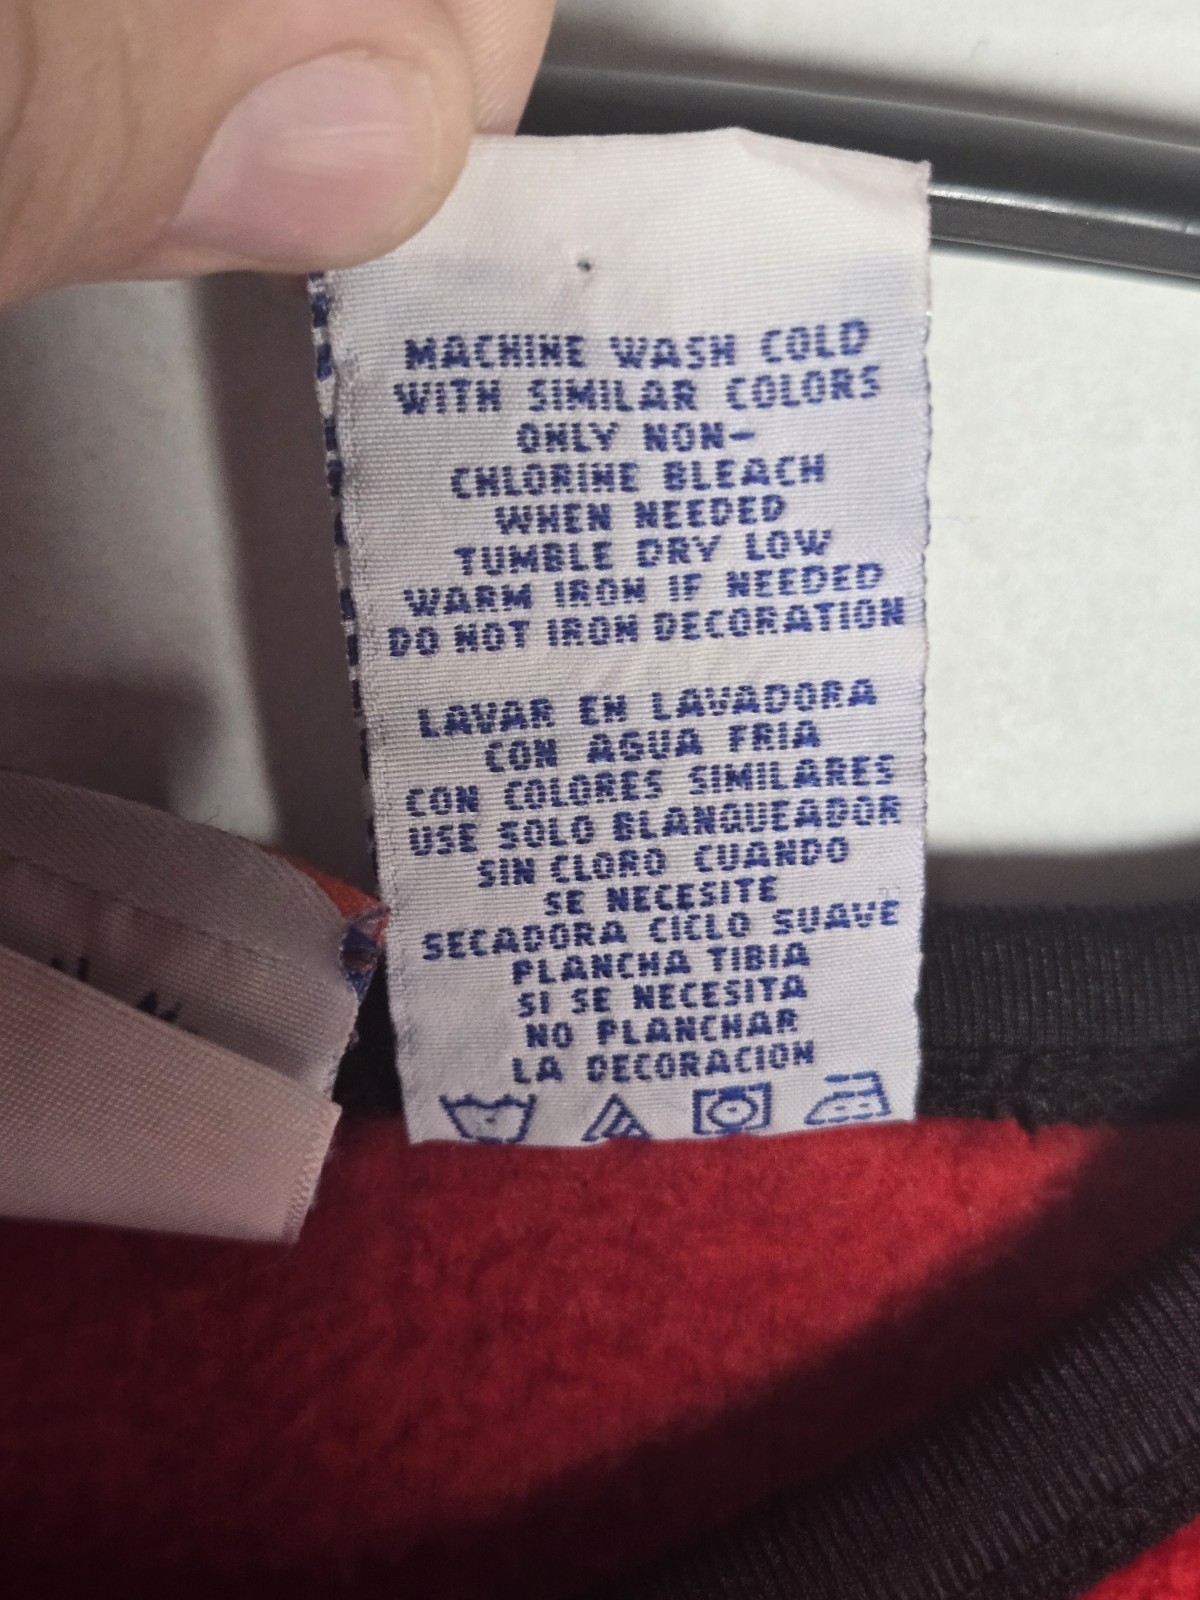 MACHINE WASH COLD
WITH SIMILAR COLORS
ONLY NON-
CHLORINE BLEACH
WHEN NEEDED
TUMBLE DRY LOW
WARM IRON IF NEEDED
DO NOT IRON DECORATION
LAVAR EN LAVADORA
CON AGUA FRIA
CON COLORES SIMILARES
USE SOLO BLANQUEADOR
SIN CLORO CUANDO
SE NECESITE
SECADORA CICLO SUAVE
PLANCHA TIBIA
SI SE NECESITA
NO PLANCHAR
LA DECORACION